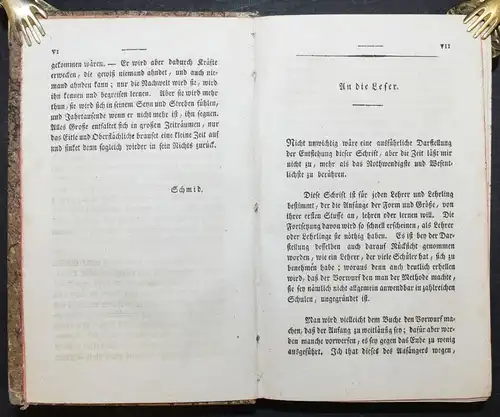 VI
gekommen wären. — Er wird aber dadurch Kräfte
erwecken, die gewiß niemand ahndet, und auch nie-
mand ahnden kann; nur die Nachwelt wird sie, wird
ihn kennen und begreifen lernen. Aber sie wird mehr
thun, sie wird sich in seinem Seyn und Streben fühlen,
und Jahrtausende wenn er nicht mehr ist, ihn segnen.
Alles Große entfaltet sich in großen Zeiträumen, nur
das Eitle und Oberflächliche brauset eine kleine Zeit auf
und sinket dann sogleich wieder in sein Nichts zurück.
Schmid.
VII
An die Leser.
Nicht unwichtig wäre eine ausführliche Darstellung
der Entstehung dieser Schrift, aber die Zeit läßt mir
nicht zu, mehr als das Nothwendigste und Wesent-
lichste zu berühren.
Diese Schrift ist für jeden Lehrer und Lehrling
bestimmt, der die Anfänge der Form und Größe, von
ihrer ersten Stuffe an, lehren oder lernen will. Die
Fortsetzung davon wird so schnell erscheinen, als Lehrer
oder Lehrlinge sie nöthig haben. Es ist bey der Dar-
stellung desselben auch darauf Rücksicht genommen
worden, wie ein Lehrer, der viele Schüler hat, sich zu
benehmen habe; woraus denn auch deutlich erhellen
wird, daß der Vorwurf den man der Methode machte,
sie sey nämlich nicht allgemein anwendbar in zahlreichen
Schulen, ungegründet ist.
Man wird vielleicht dem Buche den Vorwurf ma-
chen, daß der Anfang zu weitläufig sey; dafür aber wer-
den manche vorwerfen, es sey gegen das Ende zu wenig
ausgeführt. Ich that dieses des Anfängers wegen,